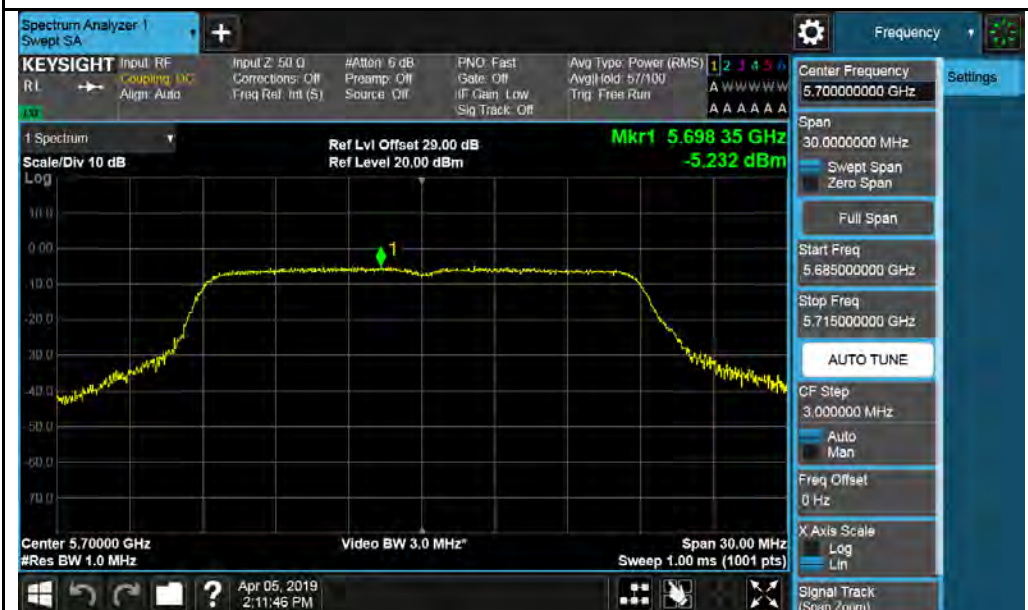 Spectrum Analyzer 1
Swept SA
Frequency
KEYSIGHT Input: RF
Input Z: 50 Ω
#Atten: 6 dB
PNO: Fast
Avg Type: Power (RMS)
1 2 3 4 5 6
R L
Coupling: DC
Corrections: Off
Preamp: Off
Gate: Off
Avg|Hold: 57/100
A W W W W W
Align: Auto
Freq Ref: Int (S)
Source: Off
IF Gain: Low
Trig: Free Run
Sig Track: Off
A A A A A A
Center Frequency
5.700000000 GHz
Settings
1 Spectrum
Ref Lvl Offset 29.00 dB
Mkr1 5.698 35 GHz
Scale/Div 10 dB
Ref Level 20.00 dBm
-5.232 dBm
Log
10.0
0.00
1
-10.0
-20.0
-30.0
-40.0
-50.0
-60.0
-70.0
Center 5.70000 GHz
Video BW 3.0 MHz*
Span 30.00 MHz
#Res BW 1.0 MHz
Sweep 1.00 ms (1001 pts)
Span
30.0000000 MHz
Swept Span
Zero Span
Full Span
Start Freq
5.685000000 GHz
Stop Freq
5.715000000 GHz
AUTO TUNE
CF Step
3.000000 MHz
Auto
Man
Freq Offset
0 Hz
X Axis Scale
Log
Lin
Signal Track
(Span Zoom)
?
Apr 05, 2019
2:11:46 PM